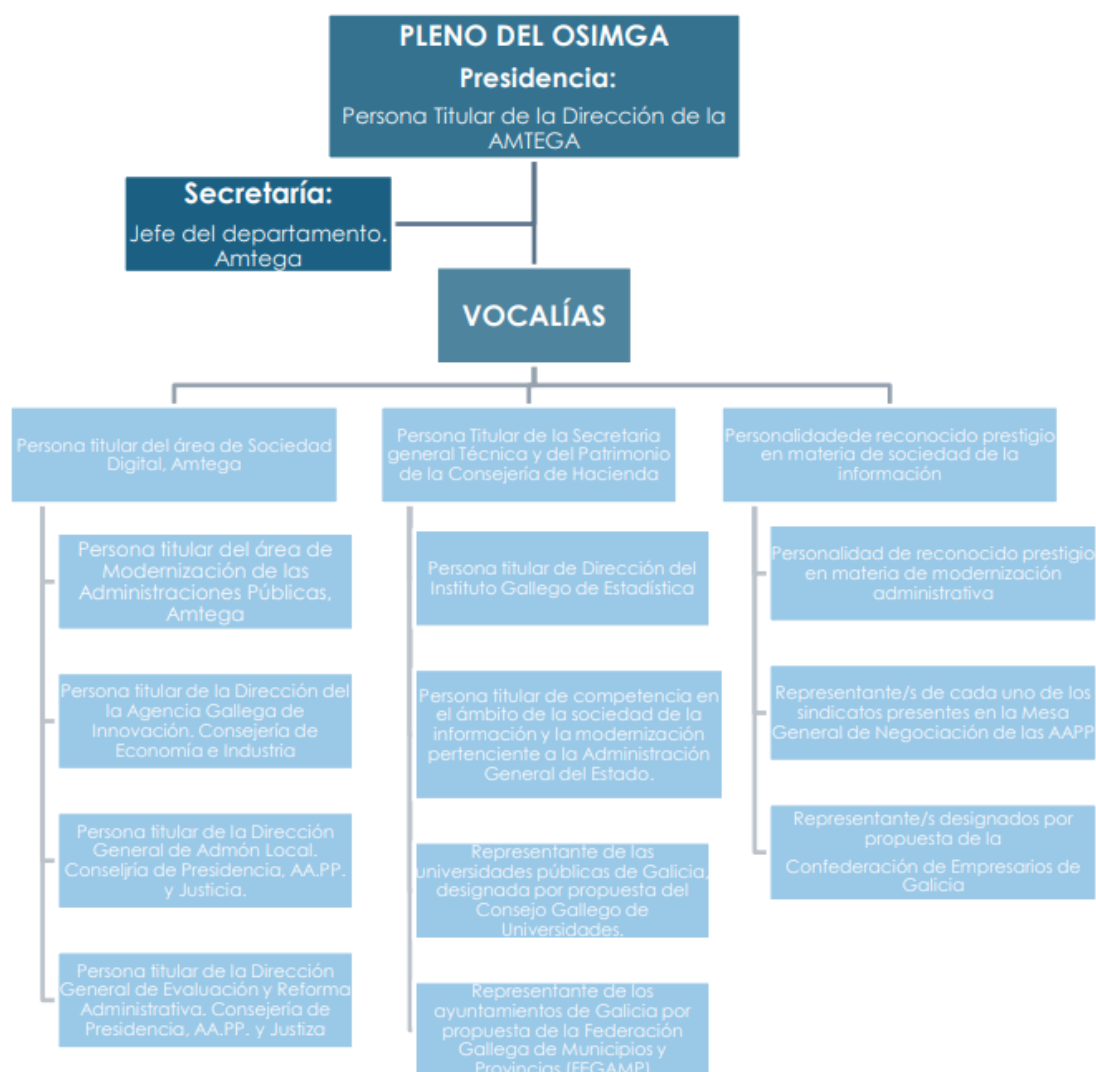 PLENO DEL OSIMGA
Presidencia:
Persona Titular de la Dirección de la
AMTEGA
Secretaría:
Jefe del departamento.
Amtega
VOCALÍAS
Persona titular del área de Sociedad
Digital, Amtega
Persona titular del área de
Modernización de las
Administraciones Públicas,
Amtega
Persona titular de la Dirección del
la Agencia Gallega de
Innovación. Consejería de
Economía e Industria
Persona titular de la Dirección
General de Admón Local.
Conseljría de Presidencia, AA.PP.
y Justicia.
Persona titular de la Dirección
General de Evaluación y Reforma
Administrativa. Consejería de
Presidencia, AA.PP. y Justiza
Persona Titular de la Secretaria
general Técnica y del Patrimonio
de la Consejería de Hacienda
Persona titular de Dirección del
Instituto Gallego de Estadística
Persona titular de competencia en
el ámbito de la sociedad de la
información y la modernización
perteneciente a la Administración
General del Estado.
Representante de las
universidades públicas de Galicia,
designada por propuesta del
Consejo Gallego de
Universidades.
Representante de los
ayuntamientos de Galicia por
propuesta de la Federación
Gallega de Municipios y
Provincias (FEGAMP)
Personalidadede reconocido prestigio
en materia de sociedad de la
información
Personalidad de reconocido prestigio
en materia de modernización
administrativa
Representante/s de cada uno de los
sindicatos presentes en la Mesa
General de Negociación de las AAPP
Representante/s designados por
propuesta de la
Confederación de Empresarios de
Galicia